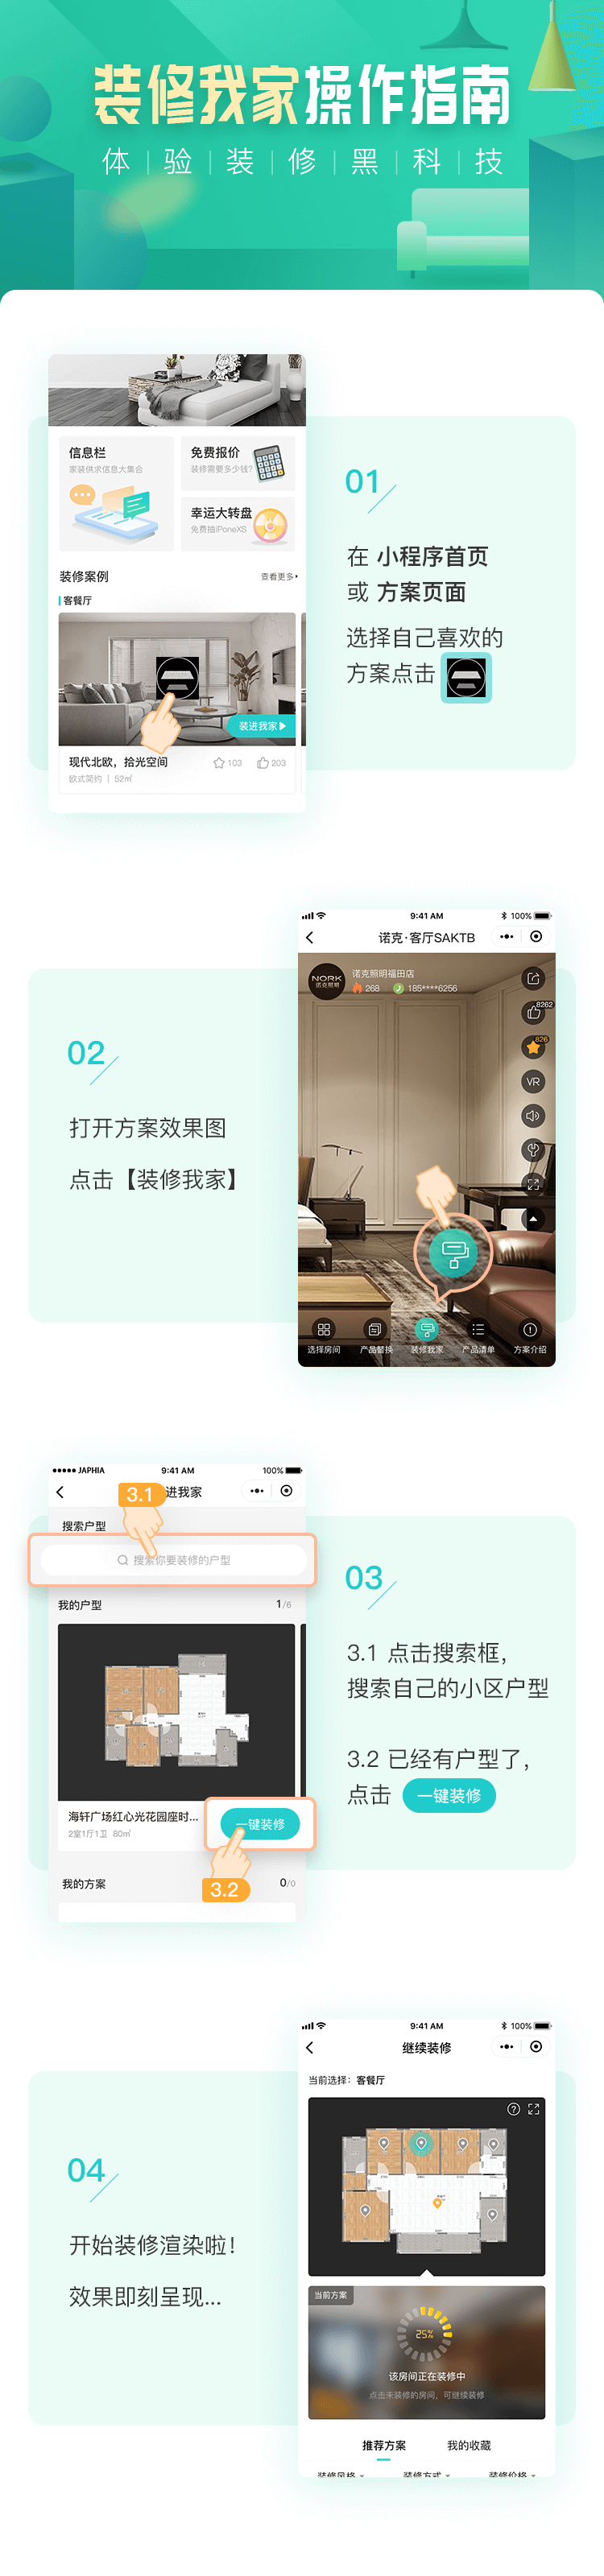 装修我家操作指南
体 | 验 | 装 | 修 | 黑 | 科 | 技
信息栏
家装供求信息大集合
免费报价
装修需要多少钱?
幸运大转盘
免费抽iPoneXS
装修案例
查看更多
客餐厅
装进我家
现代北欧，拾光空间
103
203
欧式简约 | 52㎡
01
在 小程序首页
或 方案页面
选择自己喜欢的
方案点击
02
打开方案效果图
点击【装修我家】
9:41 AM
100%
诺克·客厅SAKTB
NORK
诺克照明
诺克照明福田店
268
185****6256
8262
826
VR
选择房间
产品替换
装修我家
产品清单
方案介绍
JAPHIA
9:41 AM
100%
3.1
进我家
搜索户型
搜索你要装修的户型
我的户型
1/6
海轩广场红心光花园座时...
2室1厅1卫 80㎡
一键装修
3.2
我的方案
0/0
03
3.1 点击搜索框，
搜索自己的小区户型
3.2 已经有户型了，
点击 一键装修
04
开始装修渲染啦！
效果即刻呈现...
9:41 AM
100%
继续装修
当前选择：客餐厅
当前方案
25%
该房间正在装修中
点击未装修的房间，可继续装修
推荐方案
我的收藏
装修风格
装修方式
装修价格